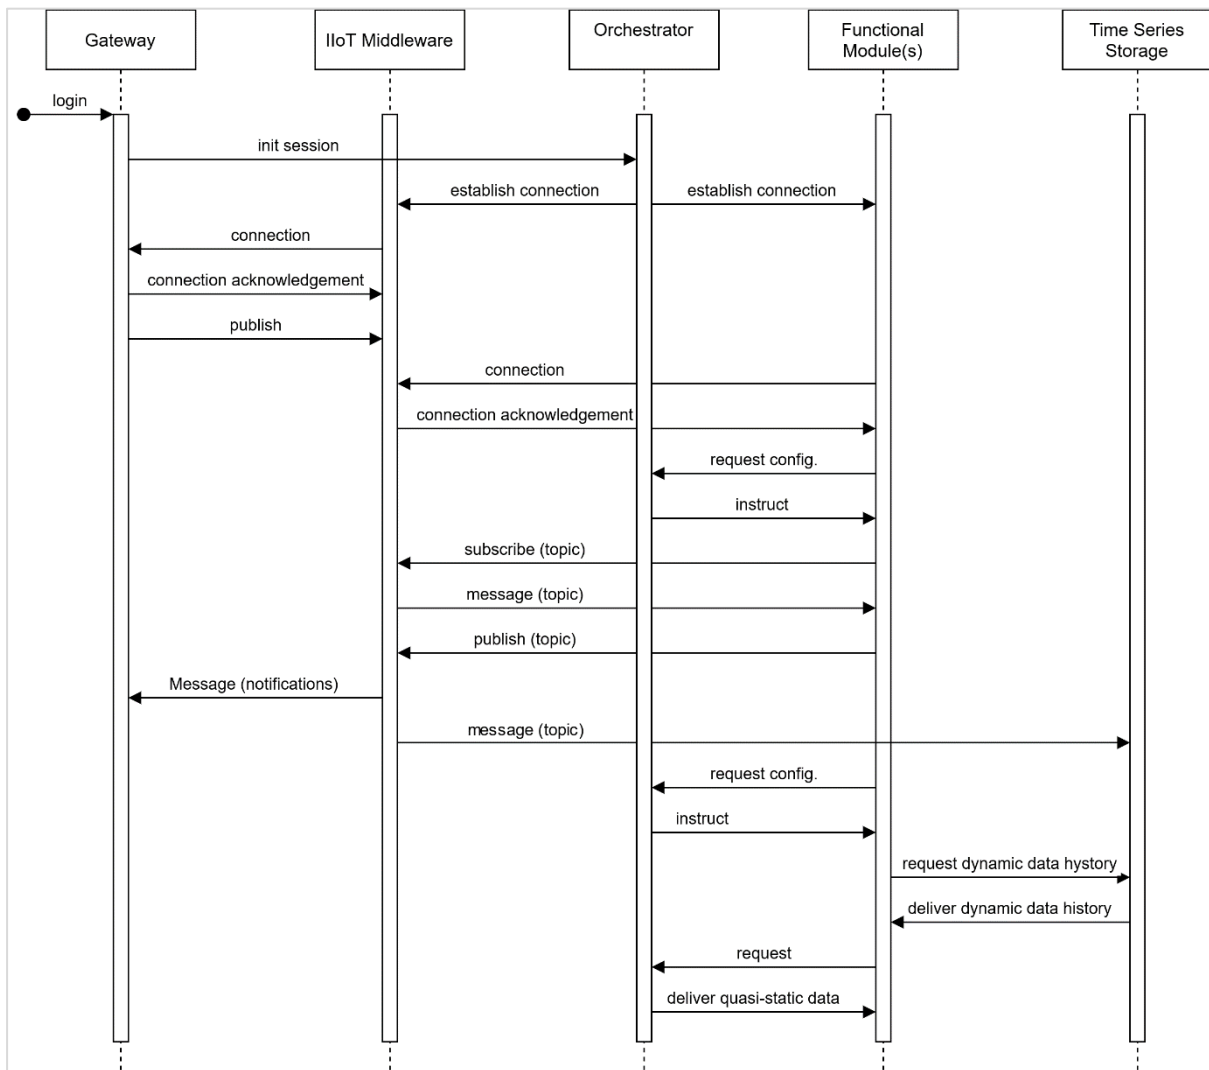 Gateway
IIoT Middleware
Orchestrator
Functional
Module(s)
Time Series
Storage
login
init session
establish connection
establish connection
connection
connection acknowledgement
publish
connection
connection acknowledgement
request config.
instruct
subscribe (topic)
message (topic)
publish (topic)
Message (notifications)
message (topic)
request config.
instruct
request dynamic data hystory
deliver dynamic data history
request
deliver quasi-static data